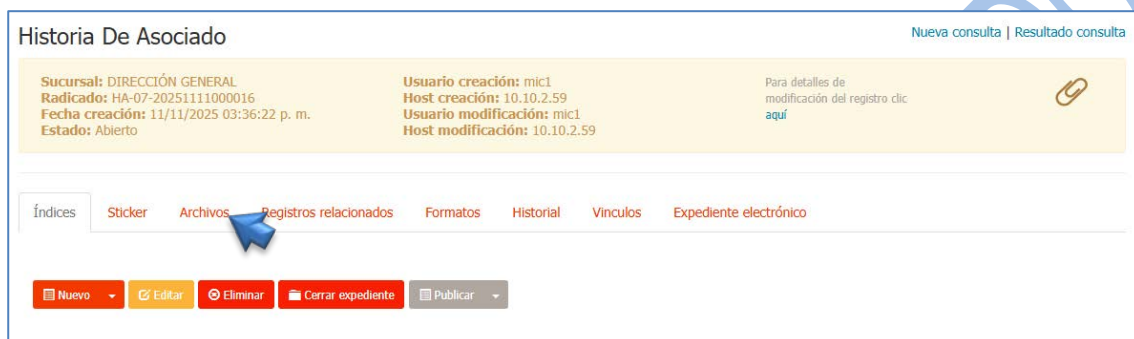 Historia De Asociado
Nueva consulta | Resultado consulta
Sucursal: DIRECCIÓN GENERAL
Radicado: HA-07-20251111000016
Fecha creación: 11/11/2025 03:36:22 p. m.
Estado: Abierto
Usuario creación: mic1
Host creación: 10.10.2.59
Usuario modificación: mic1
Host modificación: 10.10.2.59
Para detalles de
modificación del registro clic
aquí
Índices Sticker Archivos Registros relacionados Formatos Historial Vinculos Expediente electrónico
Nuevo Editar Eliminar Cerrar expediente Publicar